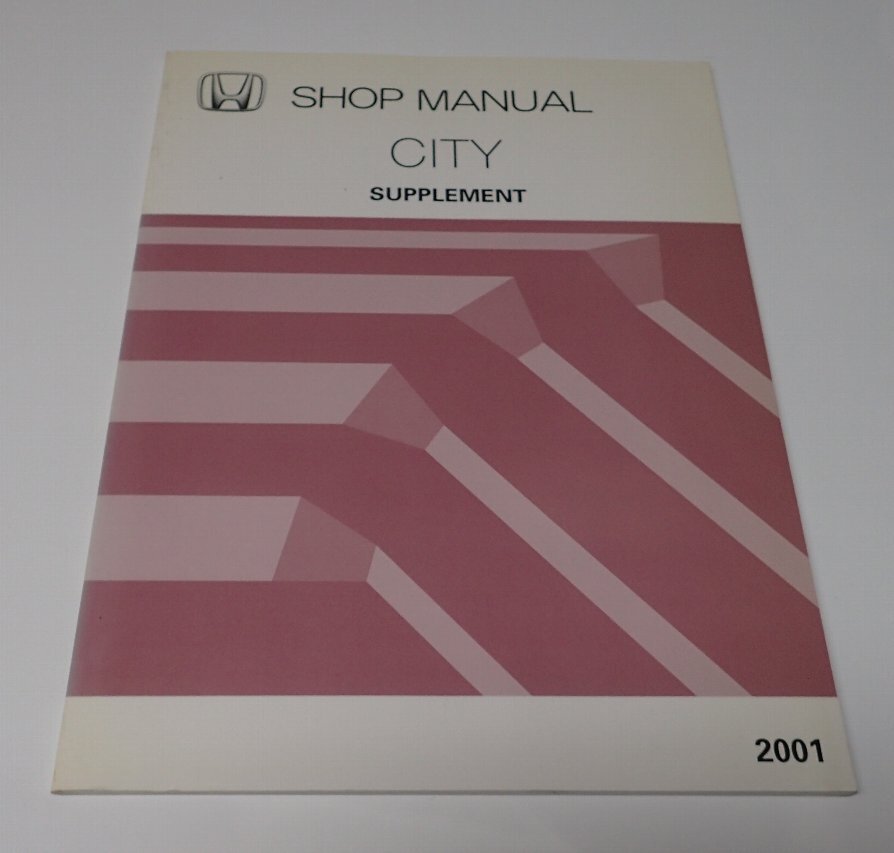 SHOP MANUAL
CITY
SUPPLEMENT
2001